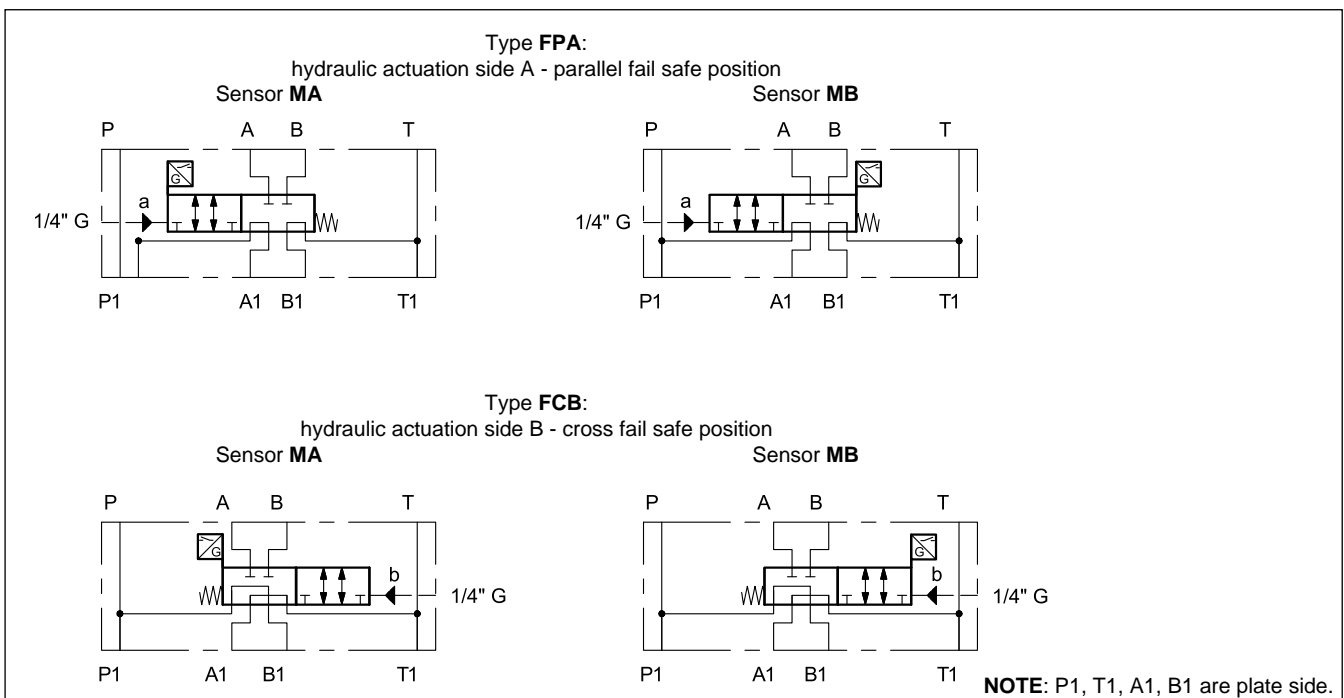 Type FPA:
hydraulic actuation side A - parallel fail safe position
Sensor MA Sensor MB
P A B T P A B T
G G
a a
1/4" G 1/4" G
P1 A1 B1 T1 P1 A1 B1 T1
Type FCB:
hydraulic actuation side B - cross fail safe position
Sensor MA Sensor MB
P A B T P A B T
G G
b b
1/4" G 1/4" G
P1 A1 B1 T1 P1 A1 B1 T1
NOTE: P1, T1, A1, B1 are plate side.